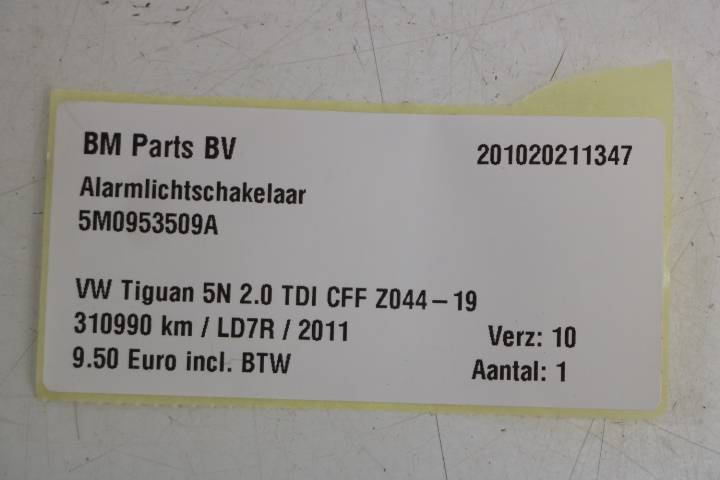 BM Parts BV 201020211347
Alarmlichtschakelaar
5M0953509A
VW Tiguan 5N 2.0 TDI CFF Z044-19
310990 km / LD7R / 2011 Verz: 10
9.50 Euro incl. BTW Aantal: 1